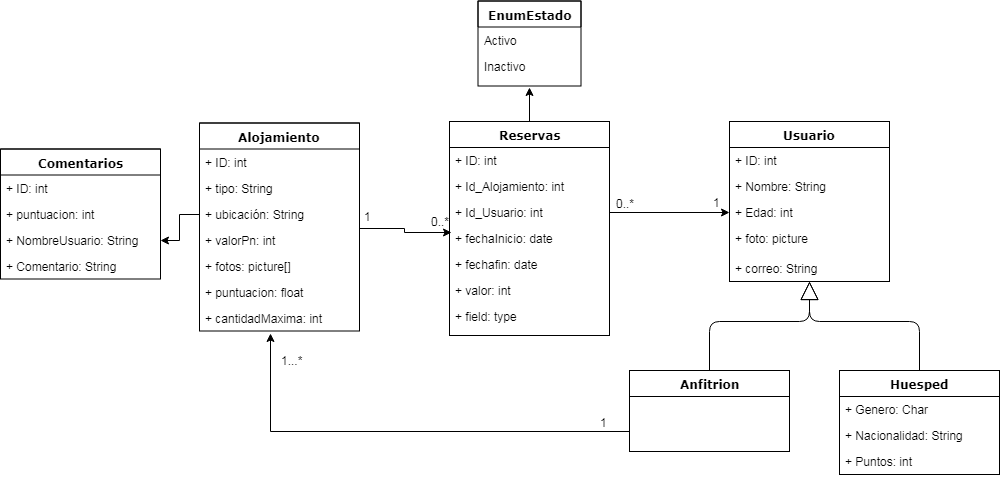 EnumEstado
Activo
Inactivo
Comentarios
+ ID: int
+ puntuacion: int
+ NombreUsuario: String
+ Comentario: String
Alojamiento
+ ID: int
+ tipo: String
+ ubicación: String
+ valorPn: int
+ fotos: picture[]
+ puntuacion: float
+ cantidadMaxima: int
1
0..*
Reservas
+ ID: int
+ Id_Alojamiento: int
+ Id_Usuario: int
+ fechaInicio: date
+ fechafin: date
+ valor: int
+ field: type
0..*
1
Usuario
+ ID: int
+ Nombre: String
+ Edad: int
+ foto: picture
+ correo: String
1...*
1
Anfitrion
Huesped
+ Genero: Char
+ Nacionalidad: String
+ Puntos: int